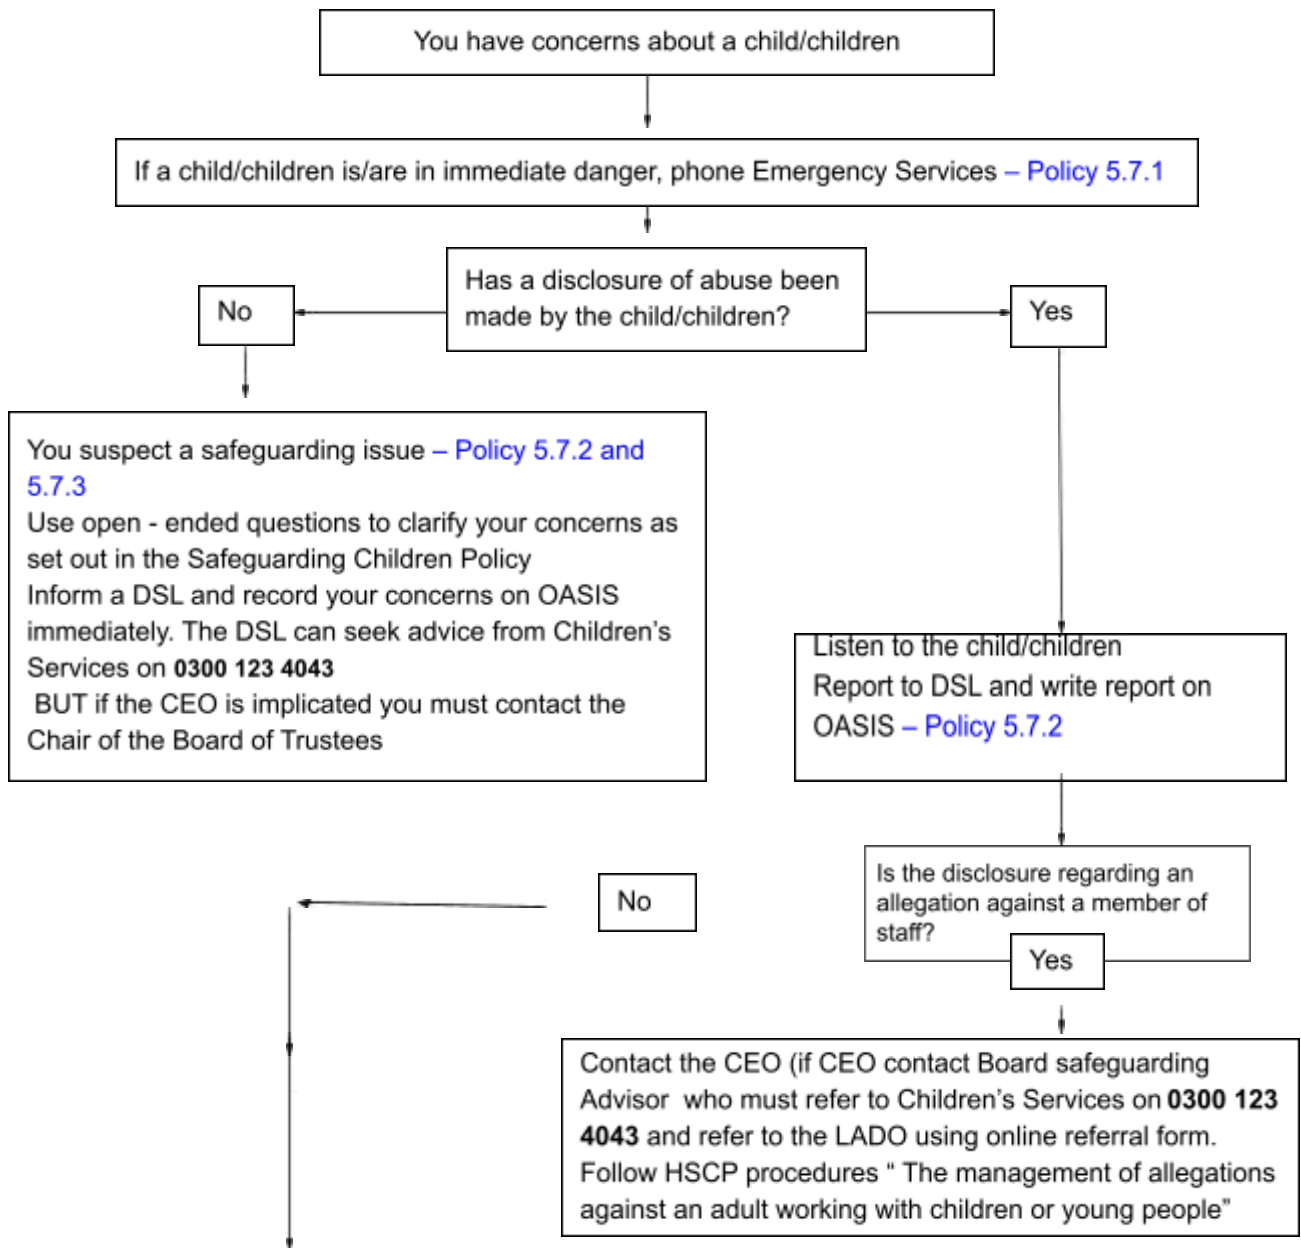 You have concerns about a child/children
If a child/children is/are in immediate danger, phone Emergency Services – Policy 5.7.1
Has a disclosure of abuse been
made by the child/children?
No
Yes
You suspect a safeguarding issue – Policy 5.7.2 and
5.7.3
Use open - ended questions to clarify your concerns as
set out in the Safeguarding Children Policy
Inform a DSL and record your concerns on OASIS
immediately. The DSL can seek advice from Children's
Services on 0300 123 4043
BUT if the CEO is implicated you must contact the
Chair of the Board of Trustees
Listen to the child/children
Report to DSL and write report on
OASIS – Policy 5.7.2
Is the disclosure regarding an
allegation against a member of
staff?
No
Yes
Contact the CEO (if CEO contact Board safeguarding
Advisor who must refer to Children's Services on 0300 123
4043 and refer to the LADO using online referral form.
Follow HSCP procedures “ The management of allegations
against an adult working with children or young people”